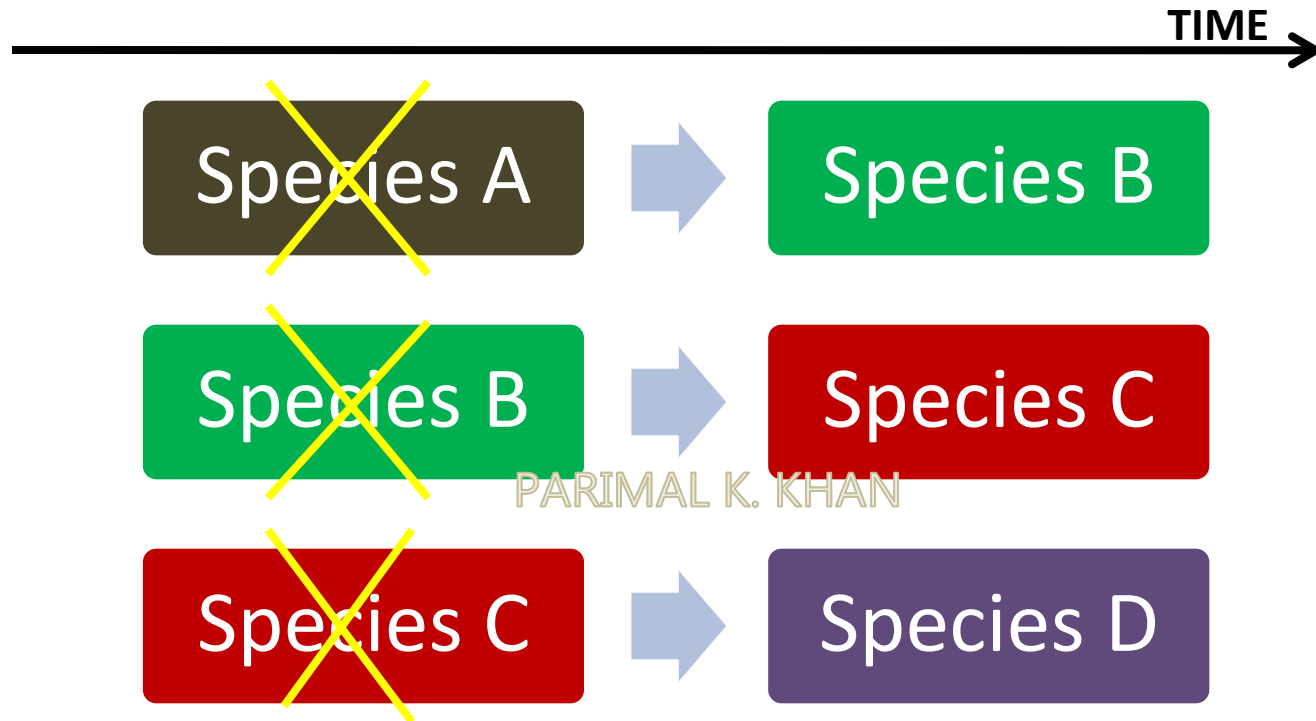 TIME
Species A
Species B
Species B
Species C
PARIMAL K. KHAN
Species C
Species D